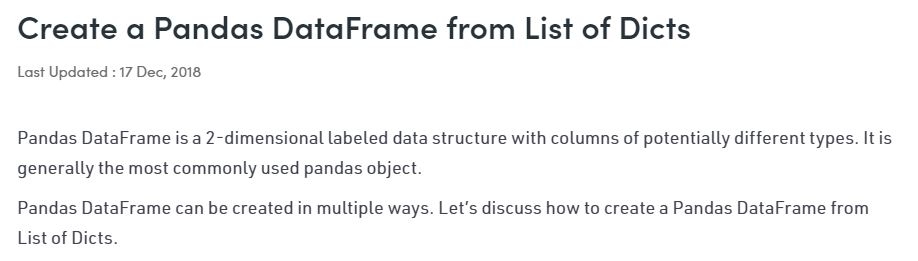 Create a Pandas DataFrame from List of Dicts
Last Updated : 17 Dec, 2018
Pandas DataFrame is a 2-dimensional labeled data structure with columns of potentially different types. It is
generally the most commonly used pandas object.
Pandas DataFrame can be created in multiple ways. Let’s discuss how to create a Pandas DataFrame from
List of Dicts.